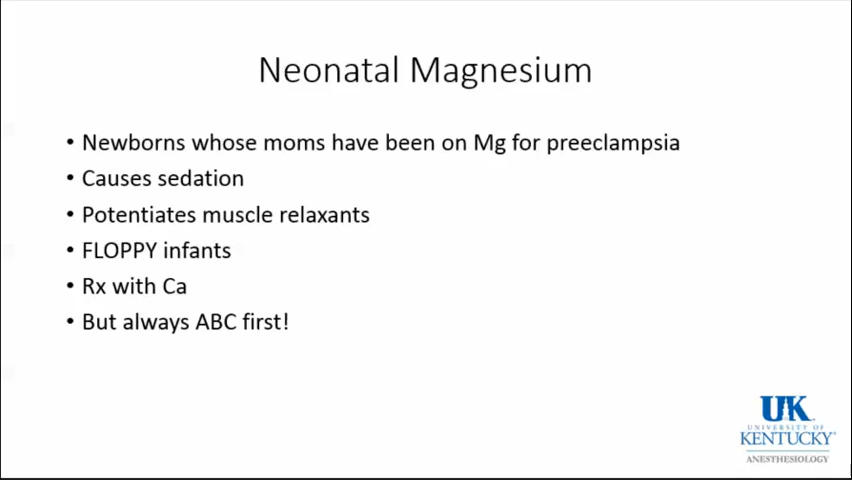 Neonatal Magnesium
• Newborns whose moms have been on Mg for preeclampsia
• Causes sedation
• Potentiates muscle relaxants
• FLOPPY infants
• Rx with Ca
• But always ABC first!
UK
UNIVERSITY OF
KENTUCKY
ANESTHESIOLOGY